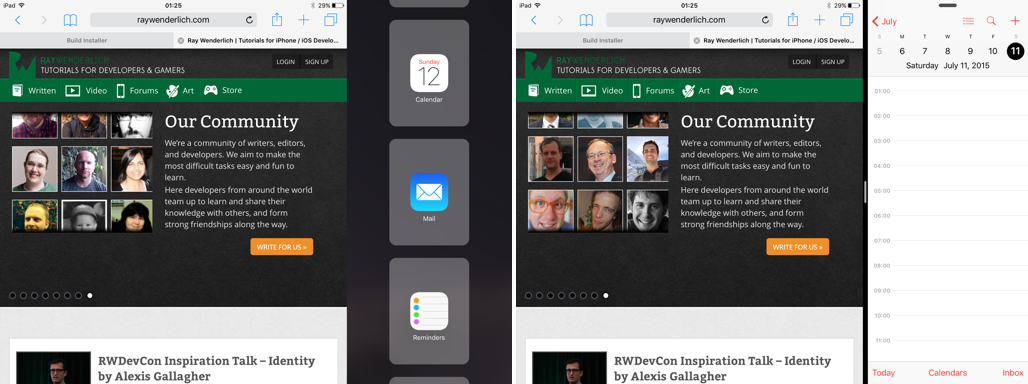 iPad 01:25 29%
raywenderlich.com
Build Installer
Ray Wenderlich | Tutorials for iPhone / iOS Develo...
RAYWENDERLICH
TUTORIALS FOR DEVELOPERS & GAMERS
LOGIN SIGN UP
Written Video Forums Art Store
Our Community
We're a community of writers, editors,
and developers. We aim to make the
most difficult tasks easy and fun to
learn.
Here developers from around the world
team up to learn and share their
knowledge with others, and form
strong friendships along the way.
WRITE FOR US »
RWDevCon Inspiration Talk – Identity
by Alexis Gallagher
Sunday
12
Calendar
Mail
Reminders
iPad 01:25 29%
raywenderlich.com
Build Installer
Ray Wenderlich | Tutorials for iPhone / iOS Develo...
RAYWENDERLICH
TUTORIALS FOR DEVELOPERS & GAMERS
LOGIN SIGN UP
Written Video Forums Art Store
Our Community
We're a community of writers, editors,
and developers. We aim to make the
most difficult tasks easy and fun to
learn.
Here developers from around the world
team up to learn and share their
knowledge with others, and form
strong friendships along the way.
WRITE FOR US »
RWDevCon Inspiration Talk – Identity
by Alexis Gallagher
July
S M T W T F S
5 6 7 8 9 10 11
Saturday July 11, 2015
01:00
02:00
03:00
04:00
05:00
06:00
07:00
08:00
09:00
10:00
11:00
Today Calendars Inbox